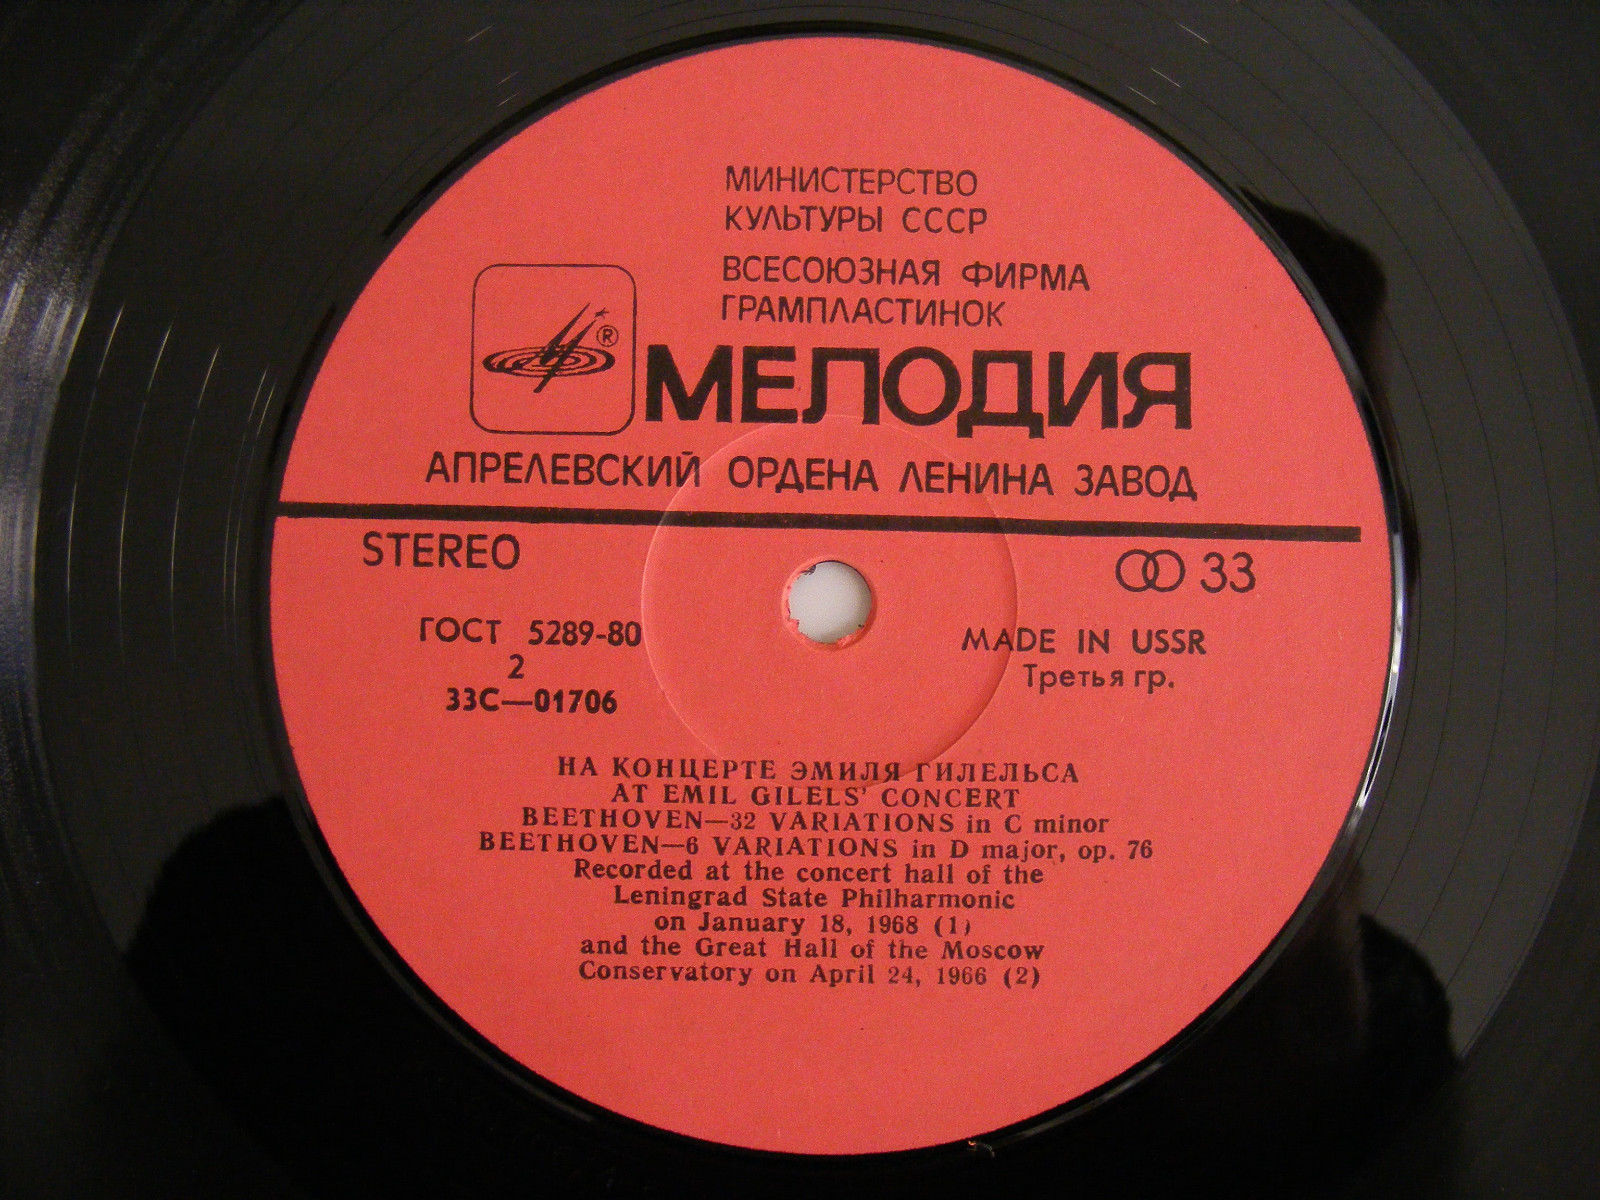 МИНИСТЕРСТВО
КУЛЬТУРЫ СССР
ВСЕСОЮЗНАЯ ФИРМА
ГРАМПЛАСТИНОК
®
МЕЛОДИЯ
АПРЕЛЕВСКИЙ ОРДЕНА ЛЕНИНА ЗАВОД
STEREO
33
ГОСТ 5289-80
2
33С—01706
MADE IN USSR
Третья гр.
НА КОНЦЕРТЕ ЭМИЛЯ ГИЛЕЛЬСА
AT EMIL GILELS' CONCERT
BEETHOVEN—32 VARIATIONS in C minor
BEETHOVEN—6 VARIATIONS in D major, op. 76
Recorded at the concert hall of the
Leningrad State Philharmonic
on January 18, 1968 (1)
and the Great Hall of the Moscow
Conservatory on April 24, 1966 (2)